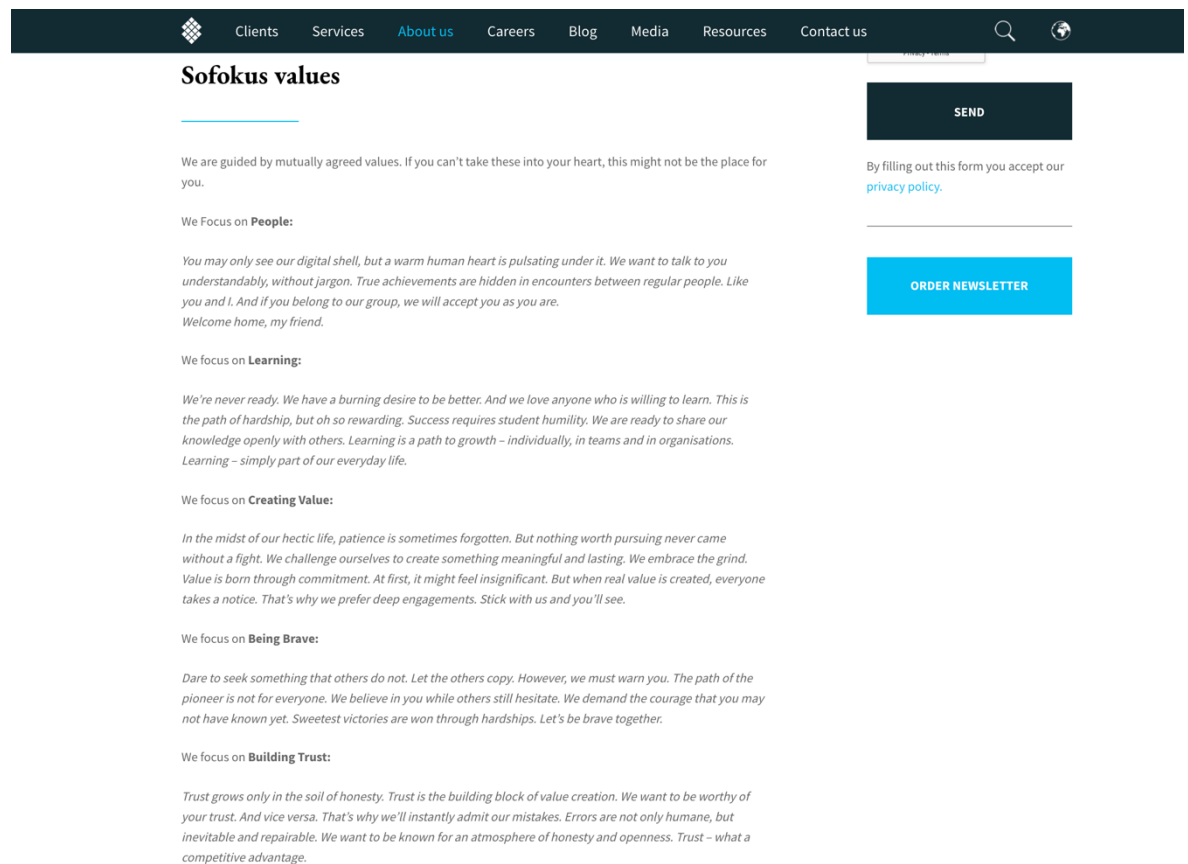 Clients Services About us Careers Blog Media Resources Contact us
Privacy - Terms
Sofokus values
We are guided by mutually agreed values. If you can't take these into your heart, this might not be the place for
you.
We Focus on People:
You may only see our digital shell, but a warm human heart is pulsating under it. We want to talk to you
understandably, without jargon. True achievements are hidden in encounters between regular people. Like
you and I. And if you belong to our group, we will accept you as you are.
Welcome home, my friend.
We focus on Learning:
We're never ready. We have a burning desire to be better. And we love anyone who is willing to learn. This is
the path of hardship, but oh so rewarding. Success requires student humility. We are ready to share our
knowledge openly with others. Learning is a path to growth – individually, in teams and in organisations.
Learning – simply part of our everyday life.
We focus on Creating Value:
In the midst of our hectic life, patience is sometimes forgotten. But nothing worth pursuing never came
without a fight. We challenge ourselves to create something meaningful and lasting. We embrace the grind.
Value is born through commitment. At first, it might feel insignificant. But when real value is created, everyone
takes a notice. That's why we prefer deep engagements. Stick with us and you'll see.
We focus on Being Brave:
Dare to seek something that others do not. Let the others copy. However, we must warn you. The path of the
pioneer is not for everyone. We believe in you while others still hesitate. We demand the courage that you may
not have known yet. Sweetest victories are won through hardships. Let's be brave together.
We focus on Building Trust:
Trust grows only in the soil of honesty. Trust is the building block of value creation. We want to be worthy of
your trust. And vice versa. That's why we'll instantly admit our mistakes. Errors are not only humane, but
inevitable and repairable. We want to be known for an atmosphere of honesty and openness. Trust – what a
competitive advantage.
SEND
By filling out this form you accept our
privacy policy.
ORDER NEWSLETTER